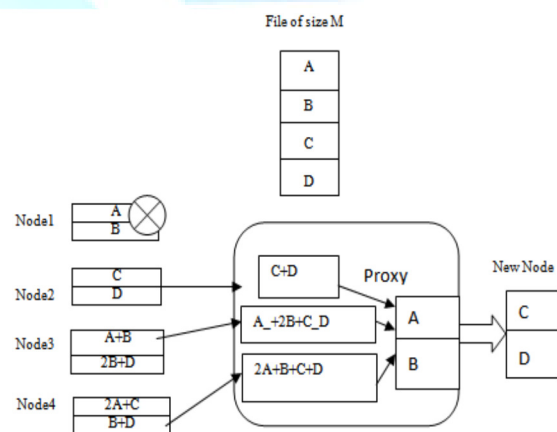 File of size M
A
B
C
D
Node1
A
B
Node2
C
D
Node3
A+B
2B+D
Node4
2A+C
B+D
C+D
Proxy
A_+2B+C_D
2A+B+C+D
A
B
New Node
C
D